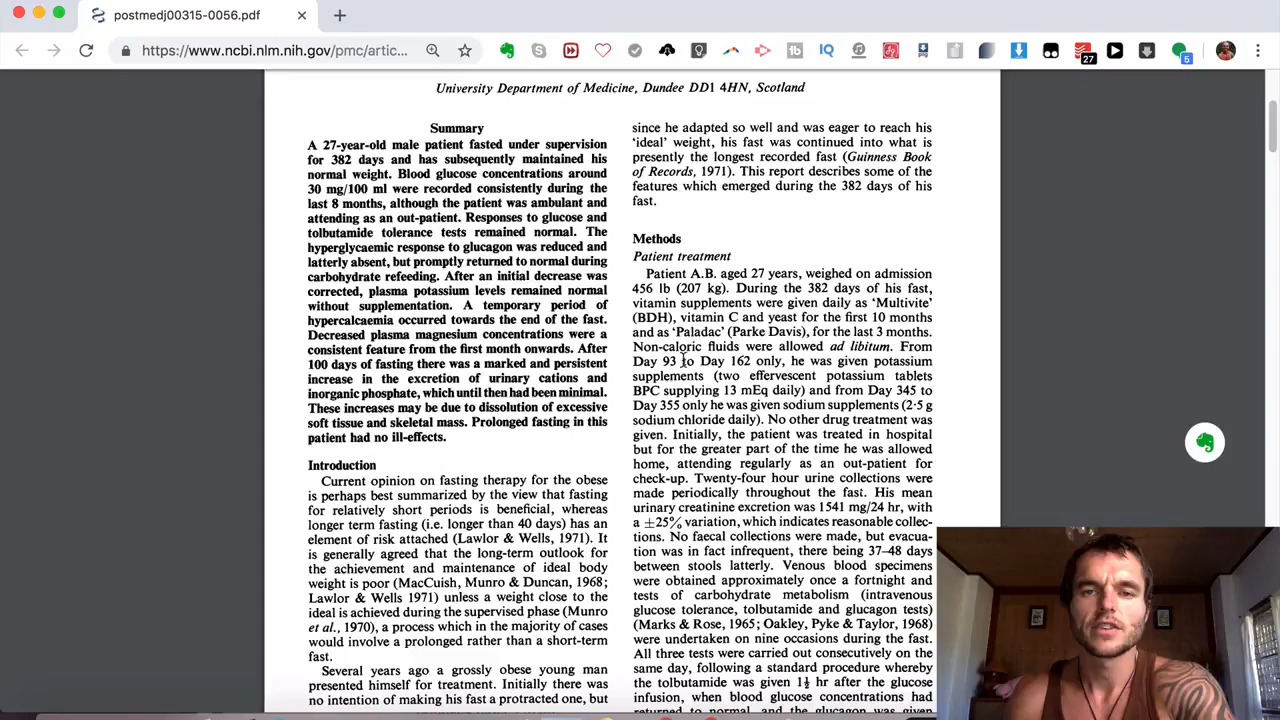 postmedj00315-0056.pdf
https://www.ncbi.nlm.nih.gov/pmc/artic...
27
5
IQ
University Department of Medicine, Dundee DD1 4HN, Scotland
Summary
A 27-year-old male patient fasted under supervision
for 382 days and has subsequently maintained his
normal weight. Blood glucose concentrations around
30 mg/100 ml were recorded consistently during the
last 8 months, although the patient was ambulant and
attending as an out-patient. Responses to glucose and
tolbutamide tolerance tests remained normal. The
hyperglycaemic response to glucagon was reduced and
latterly absent, but promptly returned to normal during
carbohydrate refeeding. After an initial decrease was
corrected, plasma potassium levels remained normal
without supplementation. A temporary period of
hypercalcaemia occurred towards the end of the fast.
Decreased plasma magnesium concentrations were a
consistent feature from the first month onwards. After
100 days of fasting there was a marked and persistent
increase in the excretion of urinary cations and
inorganic phosphate, which until then had been minimal.
These increases may be due to dissolution of excessive
soft tissue and skeletal mass. Prolonged fasting in this
patient had no ill-effects.
Introduction
Current opinion on fasting therapy for the obese
is perhaps best summarized by the view that fasting
for relatively short periods is beneficial, whereas
longer term fasting (i.e. longer than 40 days) has an
element of risk attached (Lawlor & Wells, 1971). It
is generally agreed that the long-term outlook for
the achievement and maintenance of ideal body
weight is poor (MacCuish, Munro & Duncan, 1968;
Lawlor & Wells 1971) unless a weight close to the
ideal is achieved during the supervised phase (Munro
et al., 1970), a process which in the majority of cases
would involve a prolonged rather than a short-term
fast.
Several years ago a grossly obese young man
presented himself for treatment. Initially there was
no intention of making his fast a protracted one, but
since he adapted so well and was eager to reach his
'ideal' weight, his fast was continued into what is
presently the longest recorded fast (Guinness Book
of Records, 1971). This report describes some of the
features which emerged during the 382 days of his
fast.
Methods
Patient treatment
Patient A.B. aged 27 years, weighed on admission
456 lb (207 kg). During the 382 days of his fast,
vitamin supplements were given daily as 'Multivite'
(BDH), vitamin C and yeast for the first 10 months
and as 'Paladac' (Parke Davis), for the last 3 months.
Non-caloric fluids were allowed ad libitum. From
Day 93 to Day 162 only, he was given potassium
supplements (two effervescent potassium tablets
BPC supplying 13 mEq daily) and from Day 345 to
Day 355 only he was given sodium supplements (2·5 g
sodium chloride daily). No other drug treatment was
given. Initially, the patient was treated in hospital
but for the greater part of the time he was allowed
home, attending regularly as an out-patient for
check-up. Twenty-four hour urine collections were
made periodically throughout the fast. His mean
urinary creatinine excretion was 1541 mg/24 hr, with
a ±25% variation, which indicates reasonable collec-
tions. No faecal collections were made, but evacua-
tion was in fact infrequent, there being 37–48 days
between stools latterly. Venous blood specimens
were obtained approximately once a fortnight and
tests of carbohydrate metabolism (intravenous
glucose tolerance, tolbutamide and glucagon tests)
(Marks & Rose, 1965; Oakley, Pyke & Taylor, 1968)
were undertaken on nine occasions during the fast.
All three tests were carried out consecutively on the
same day, following a standard procedure whereby
the tolbutamide was given 1½ hr after the glucose
infusion, when blood glucose concentrations had
returned to normal, and the glucagon was given